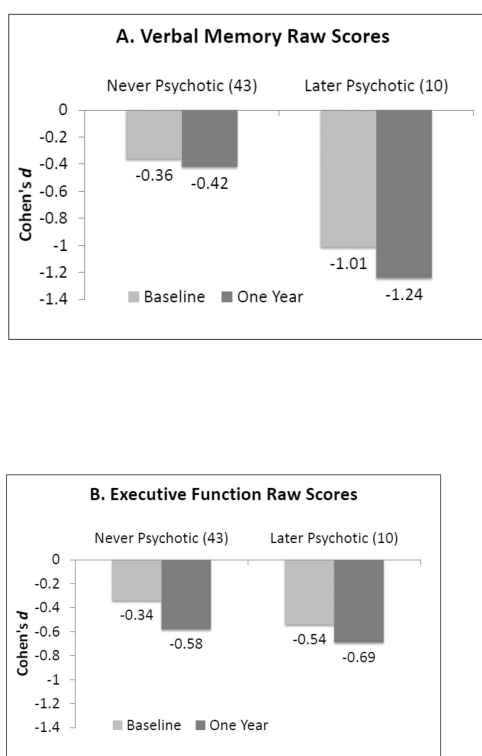 A. Verbal Memory Raw Scores
Never Psychotic (43) Later Psychotic (10)
0
-0.2
-0.4
-0.6
-0.8
-1
-1.2
-1.4
Cohen's d
-0.36 -0.42
-1.01
-1.24
Baseline One Year
B. Executive Function Raw Scores
Never Psychotic (43) Later Psychotic (10)
0
-0.2
-0.4
-0.6
-0.8
-1
-1.2
-1.4
Cohen's d
-0.34
-0.58
-0.54
-0.69
Baseline One Year